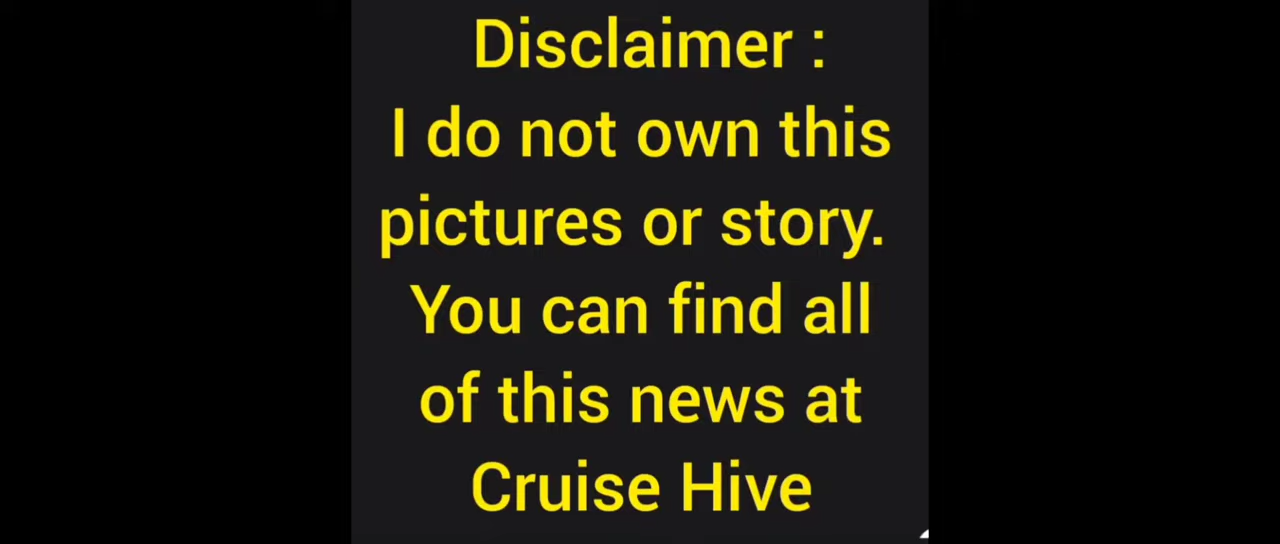 Disclaimer :
I do not own this
pictures or story.
You can find all
of this news at
Cruise Hive